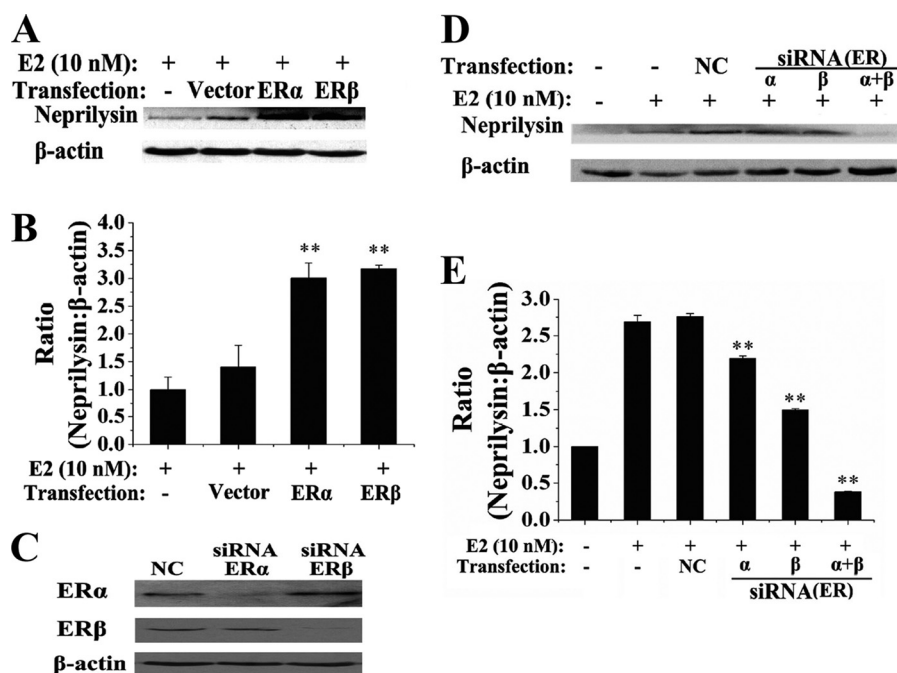 A
E2 (10 nM): + + + +
Transfection: - Vector ERα ERβ
Neprilysin
β-actin
B
Ratio
(Neprilysin:β-actin)
4.0
3.5
3.0
2.5
2.0
1.5
1.0
0.5
0.0
** **
E2 (10 nM): + + + +
Transfection: - Vector ERα ERβ
C
NC siRNA ERα siRNA ERβ
ERα
ERβ
β-actin
D
siRNA(ER)
Transfection: - - NC α β α+β
E2 (10 nM): - + + + + +
Neprilysin
β-actin
E
Ratio
(Neprilysin:β-actin)
3.0
2.5
2.0
1.5
1.0
0.5
0.0
** ** **
E2 (10 nM): - + + + + +
Transfection: - - NC α β α+β
siRNA(ER)